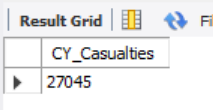 Result Grid Fi
CY_Casualties
27045